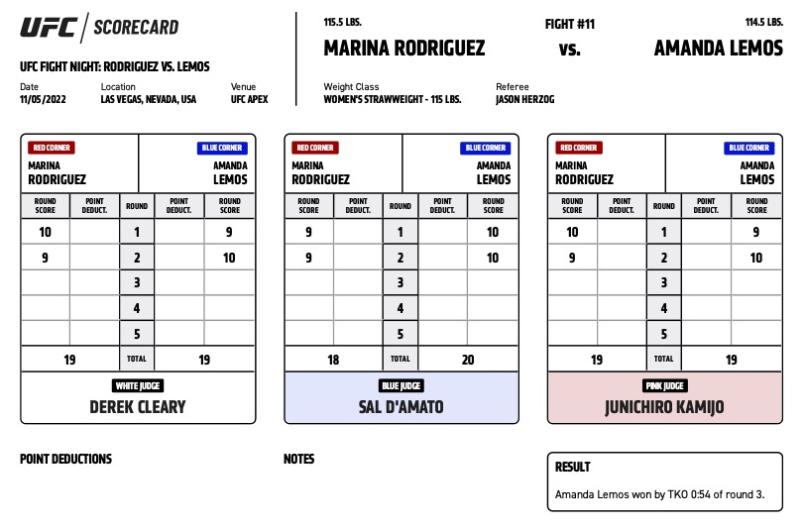 UFC SCORECARD
UFC FIGHT NIGHT: RODRIGUEZ VS. LEMOS
Date Location Venue
11/05/2022 LAS VEGAS, NEVADA, USA UFC APEX
115.5 LBS. FIGHT #11 114.5 LBS.
MARINA RODRIGUEZ VS. AMANDA LEMOS
Weight Class Referee
WOMEN'S STRAWWEIGHT - 115 LBS. JASON HERZOG
RED CORNER BLUE CORNER
MARINA AMANDA
RODRIGUEZ LEMOS
ROUND SCORE POINT DEDUCT. ROUND POINT DEDUCT. ROUND SCORE
10 1 9
9 2 10
3
4
5
19 TOTAL 19
WHITE JUDGE
DEREK CLEARY
RED CORNER BLUE CORNER
MARINA AMANDA
RODRIGUEZ LEMOS
ROUND SCORE POINT DEDUCT. ROUND POINT DEDUCT. ROUND SCORE
9 1 10
9 2 10
3
4
5
18 TOTAL 20
BLUE JUDGE
SAL D'AMATO
RED CORNER BLUE CORNER
MARINA AMANDA
RODRIGUEZ LEMOS
ROUND SCORE POINT DEDUCT. ROUND POINT DEDUCT. ROUND SCORE
10 1 9
9 2 10
3
4
5
19 TOTAL 19
PINK JUDGE
JUNICHIRO KAMIJO
POINT DEDUCTIONS
NOTES
RESULT
Amanda Lemos won by TKO 0:54 of round 3.